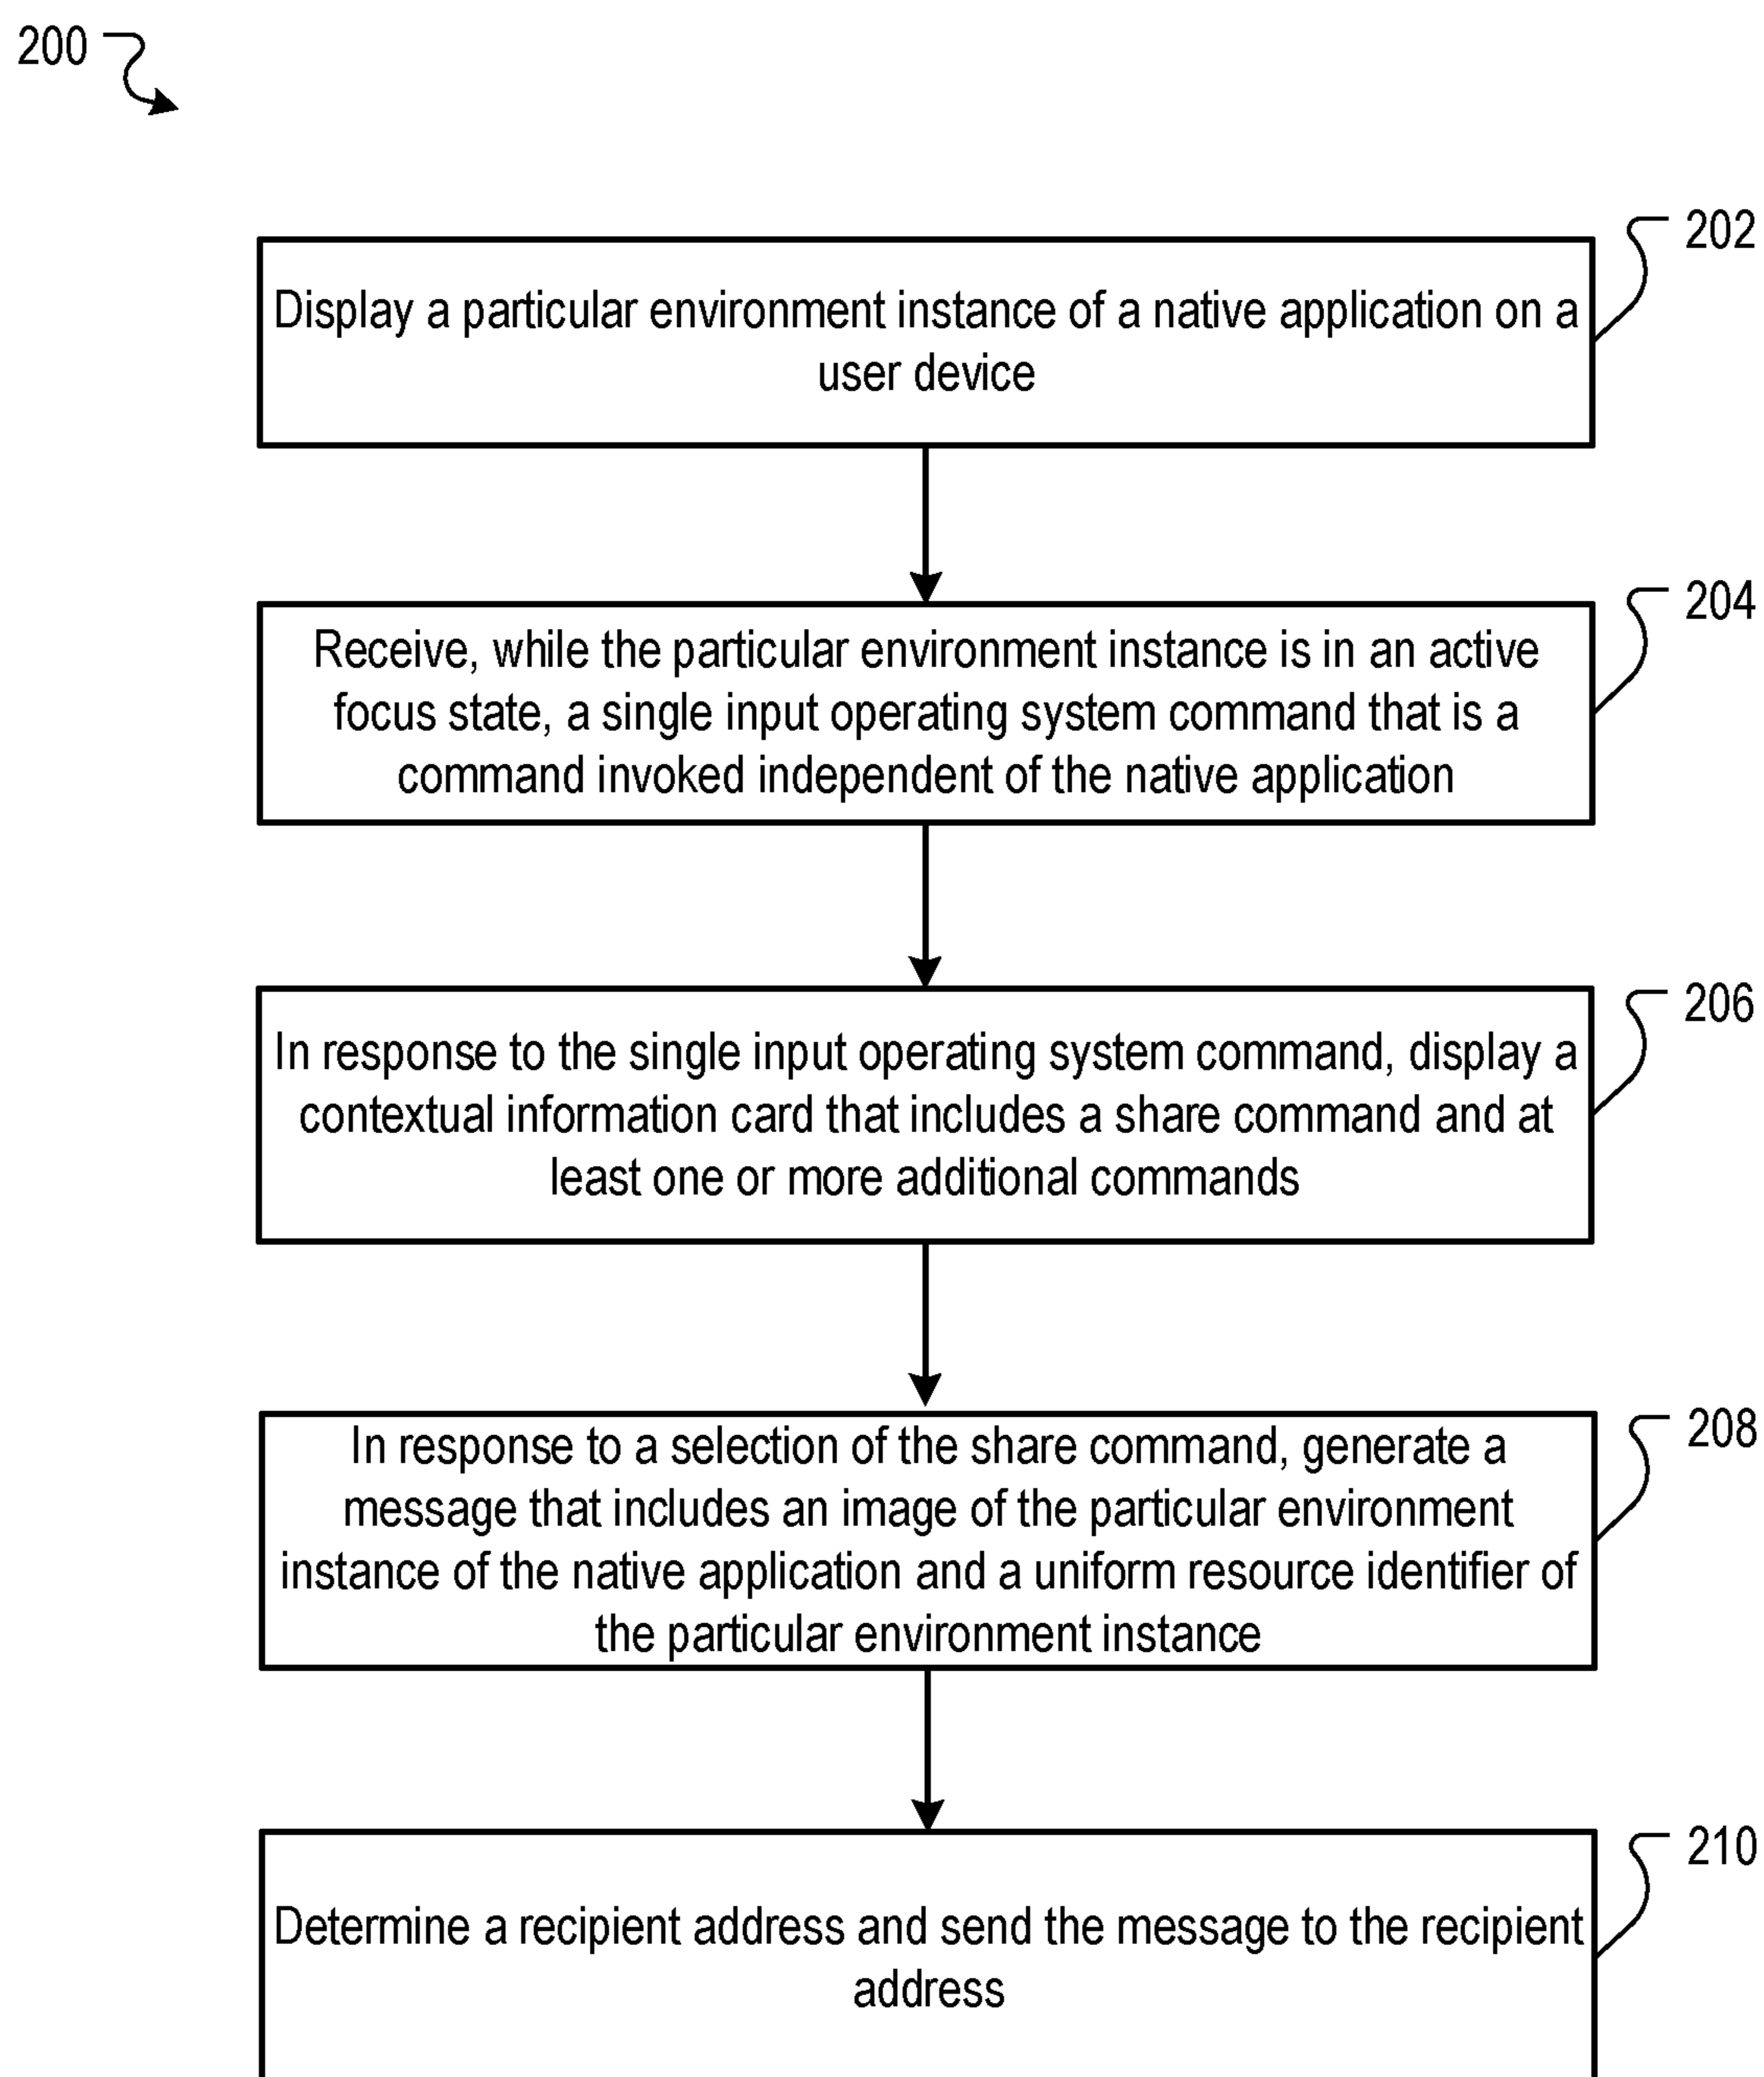 200
202
Display a particular environment instance of a native application on a
user device
204
Receive, while the particular environment instance is in an active
focus state, a single input operating system command that is a
command invoked independent of the native application
206
In response to the single input operating system command, display a
contextual information card that includes a share command and at
least one or more additional commands
208
In response to a selection of the share command, generate a
message that includes an image of the particular environment
instance of the native application and a uniform resource identifier of
the particular environment instance
210
Determine a recipient address and send the message to the recipient
address